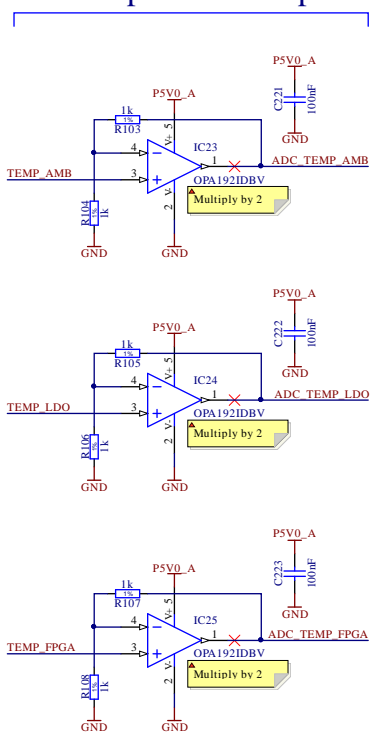 P5V0_A
C221
100nF
GND
1k
1%
R103
P5V0_A
V+
5
IC23
4
1
ADC_TEMP_AMB
TEMP_AMB
3
OPA192IDBV
V-
2
Multiply by 2
R104
1%
1k
GND
GND
P5V0_A
C222
100nF
GND
1k
1%
R105
P5V0_A
V+
5
IC24
4
1
ADC_TEMP_LDO
TEMP_LDO
3
OPA192IDBV
V-
2
Multiply by 2
R106
1%
1k
GND
GND
P5V0_A
C223
100nF
GND
1k
1%
R107
P5V0_A
V+
5
IC25
4
1
ADC_TEMP_FPGA
TEMP_FPGA
3
OPA192IDBV
V-
2
Multiply by 2
R108
1%
1k
GND
GND